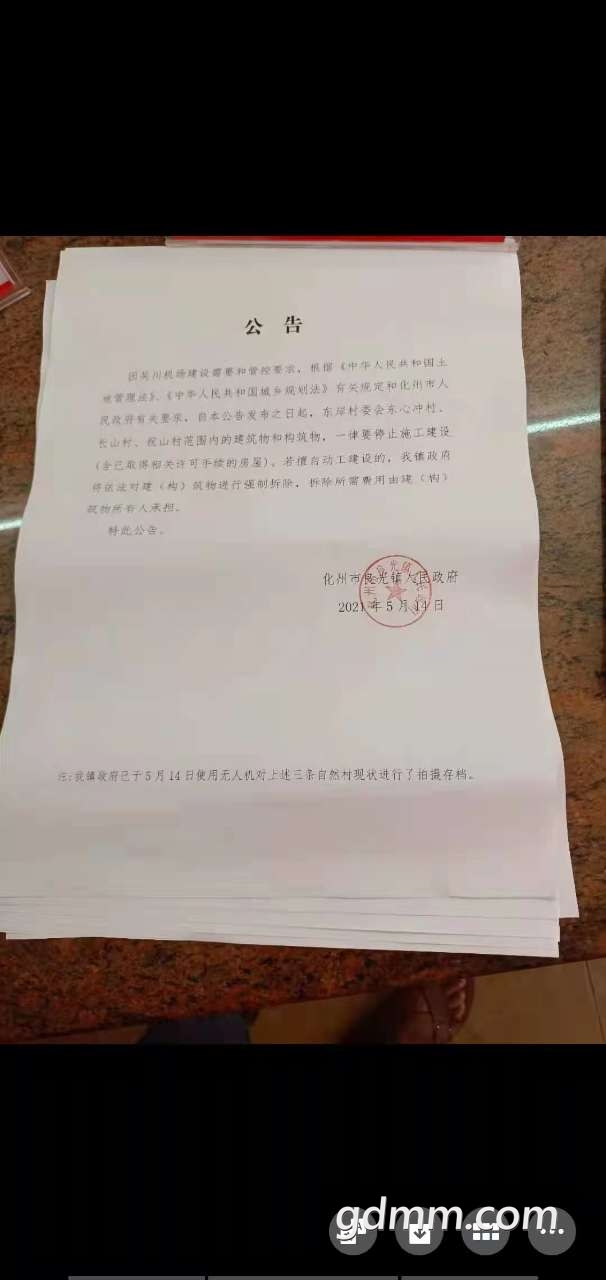 公 告
因吴川机场建设需要和管控要求，根据《中华人民共和国土
地管理法》、《中华人民共和国城乡规划法》有关规定和化州市人
民政府有关要求，自本公告发布之日起，东岸村委会东心冲村、
长山村、祝山村范围内的建筑物和构筑物，一律要停止施工建设
（含已取得相关许可手续的房屋）。若擅自动工建设的，我镇政府
将依法对建（构）筑物进行强制拆除，拆除所需费用由建（构）
筑物所有人承担。
特此公告。
化州市良光镇人民政府
2021年5月14日
注：我镇政府已于5月14日使用无人机对上述三条自然村现状进行了拍摄存档。
gdmm.com